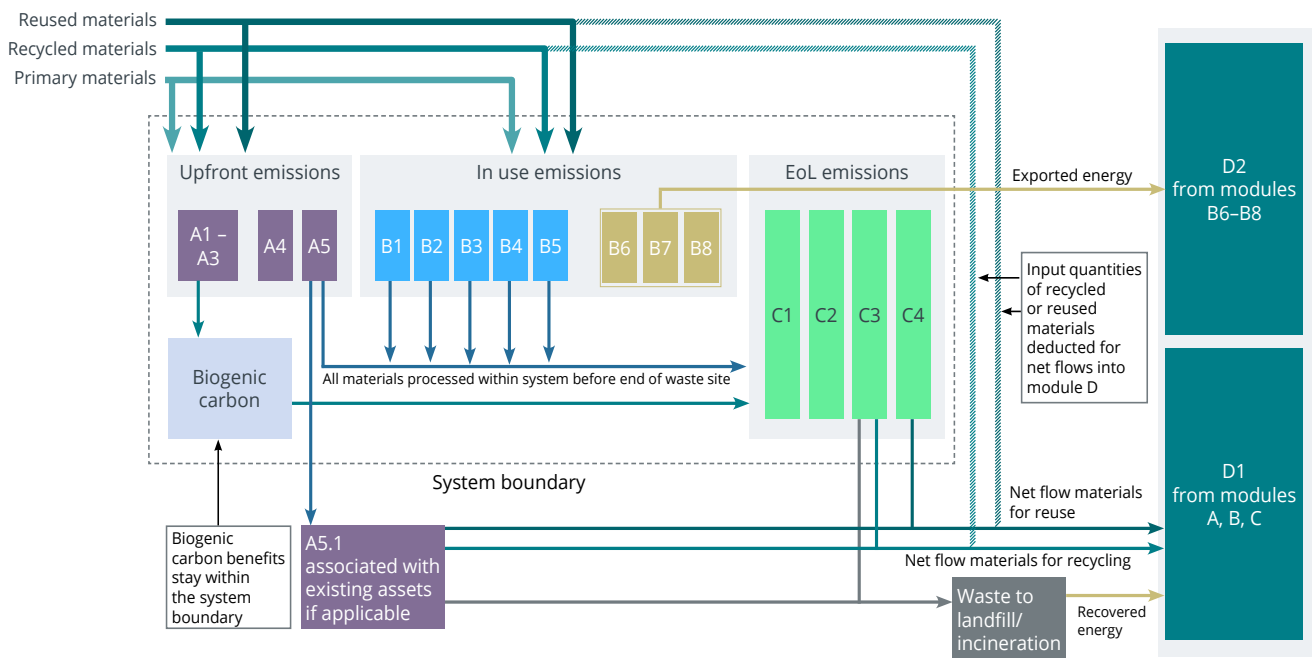 Reused materials
Recycled materials
Primary materials
Upfront emissions
In use emissions
EoL emissions
A1 –
A3
A4
A5
B1
B2
B3
B4
B5
B6
B7
B8
C1
C2
C3
C4
Exported energy
D2
from modules
B6–B8
Input quantities
of recycled
or reused
materials
deducted for
net flows into
module D
All materials processed within system before end of waste site
Biogenic
carbon
System boundary
Biogenic
carbon benefits
stay within
the system
boundary
A5.1
associated with
existing assets
if applicable
Net flow materials
for reuse
Net flow materials for recycling
D1
from modules
A, B, C
Waste to
landfill/
incineration
Recovered
energy